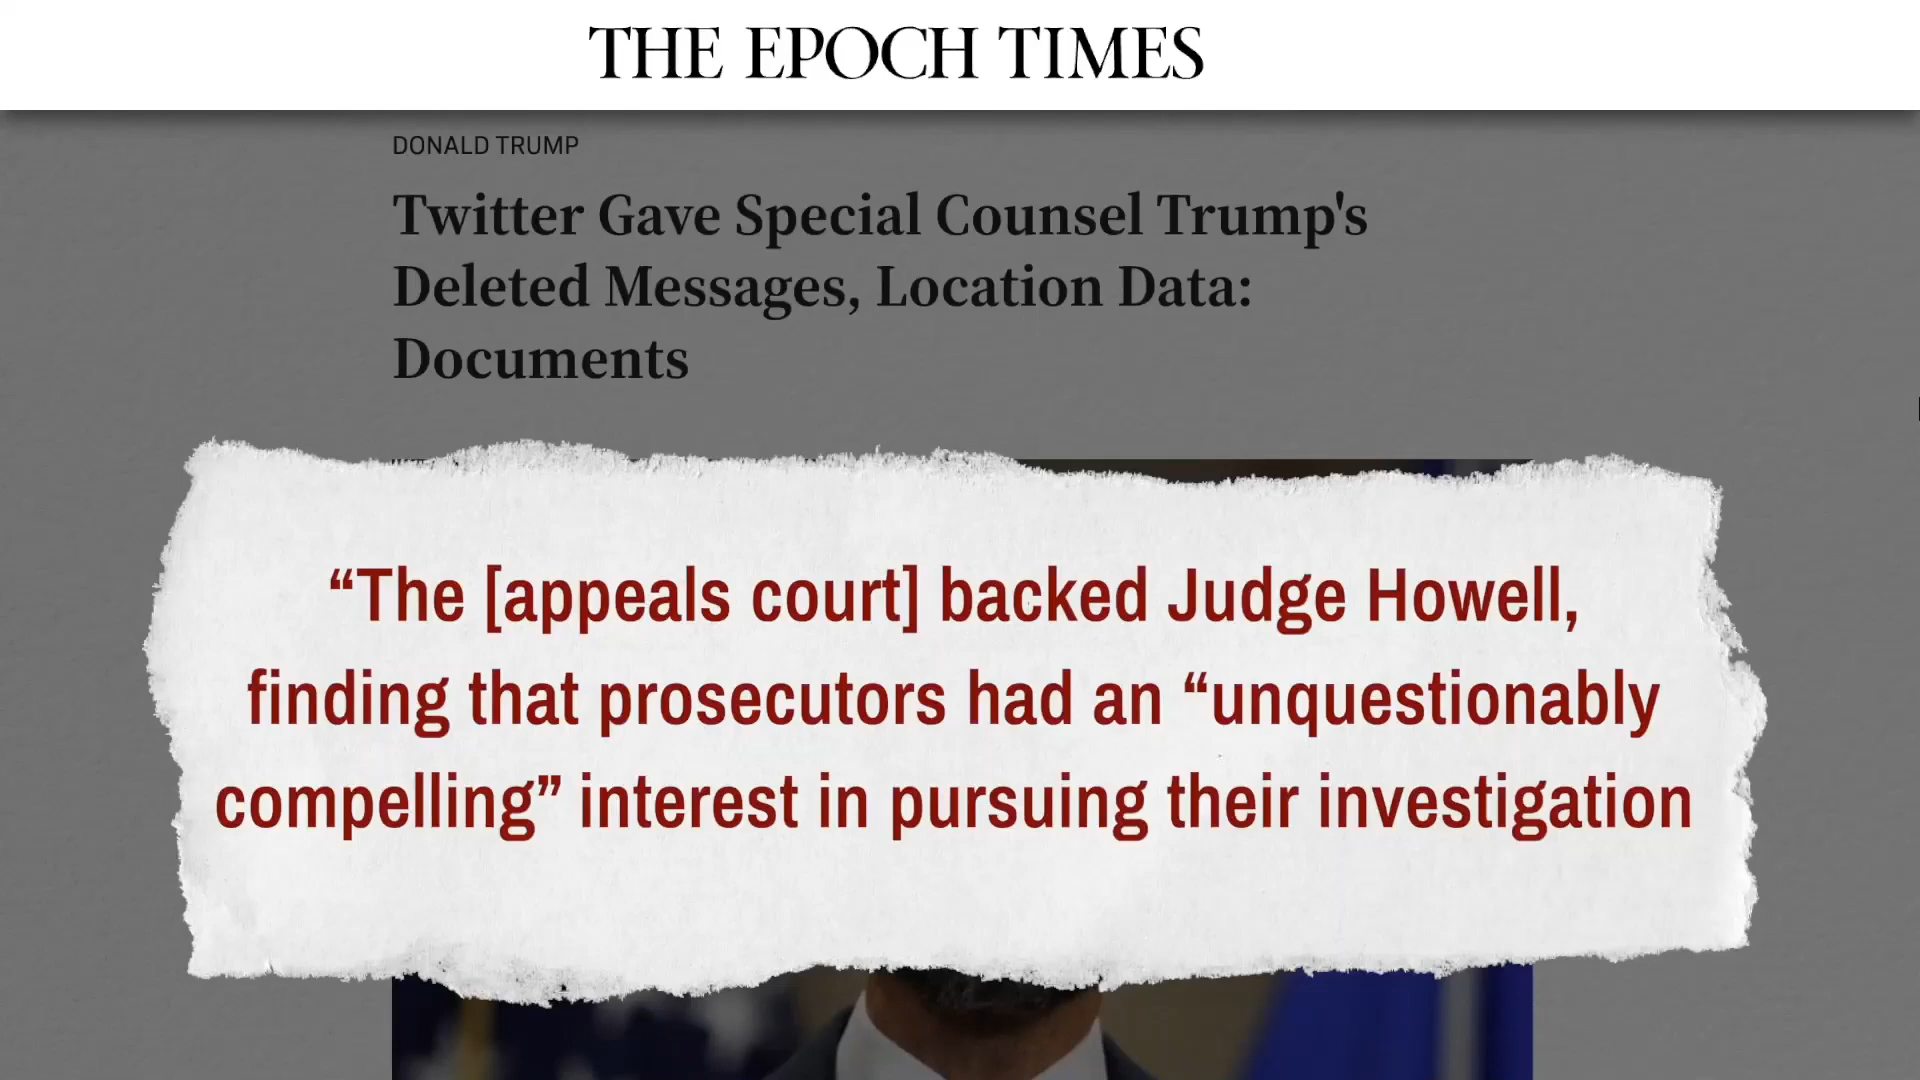 THE EPOCH TIMES
DONALD TRUMP
Twitter Gave Special Counsel Trump's
Deleted Messages, Location Data:
Documents
“The [appeals court] backed Judge Howell,
finding that prosecutors had an “unquestionably
compelling” interest in pursuing their investigation